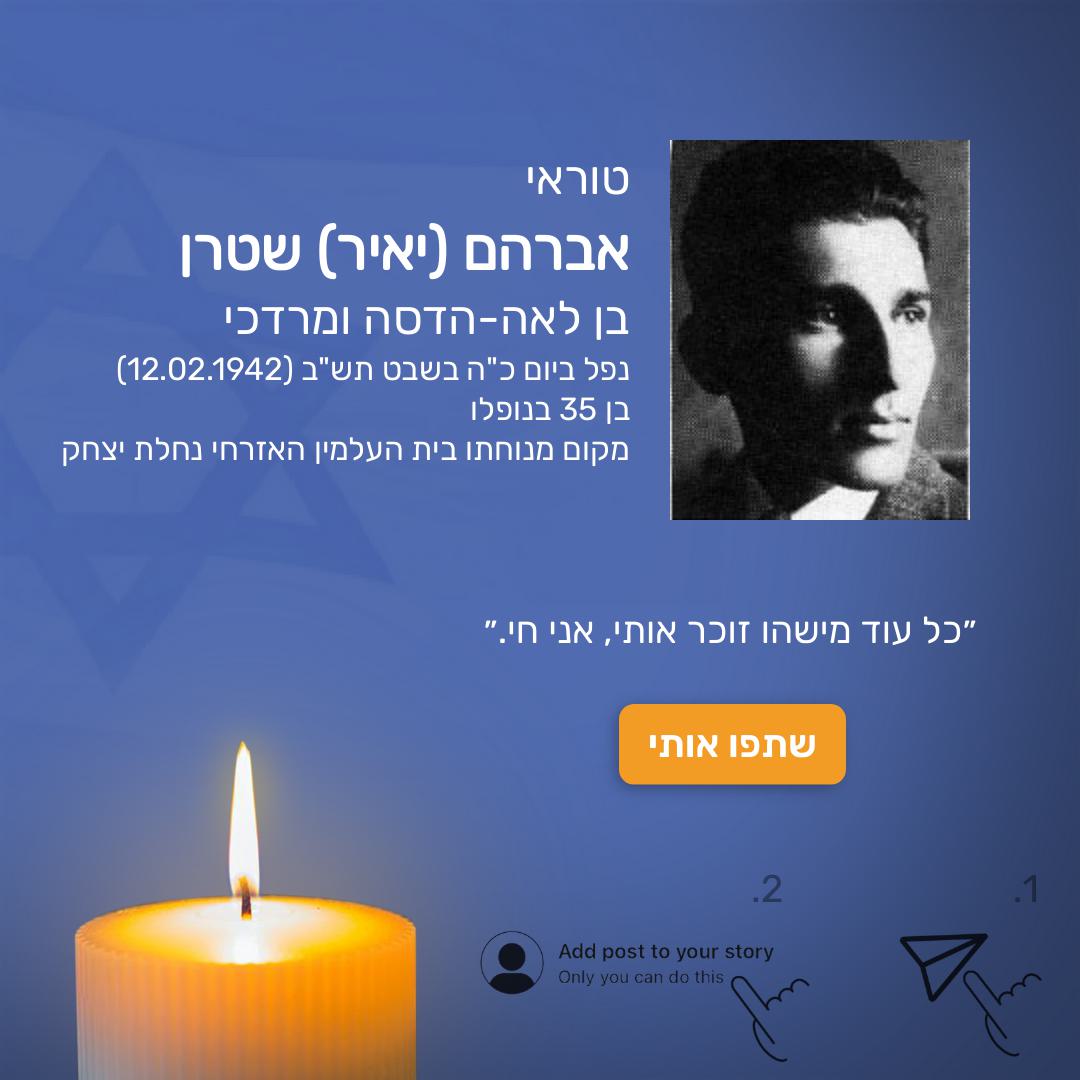 טוראי
אברהם (יאיר) שטרן
בן לאה-הדסה ומרדכי
נפל ביום כ"ה בשבט תש"ב (12.02.1942)
בן 35 בנופלו
מקום מנוחתו בית העלמין האזרחי נחלת יצחק
״כל עוד מישהו זוכר אותי, אני חי.״
שתפו אותי
1.
2.
Add post to your story
Only you can do this